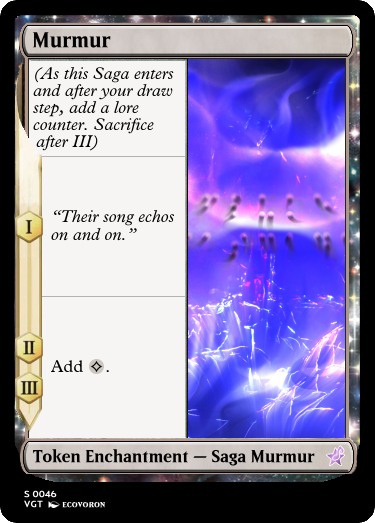 Murmur
(As this Saga enters
and after your draw
step, add a lore
counter. Sacrifice
after III)
I
“Their song echos
on and on.”
II
III
Add .
Token Enchantment — Saga Murmur
S 0046
VGT ECOVORON